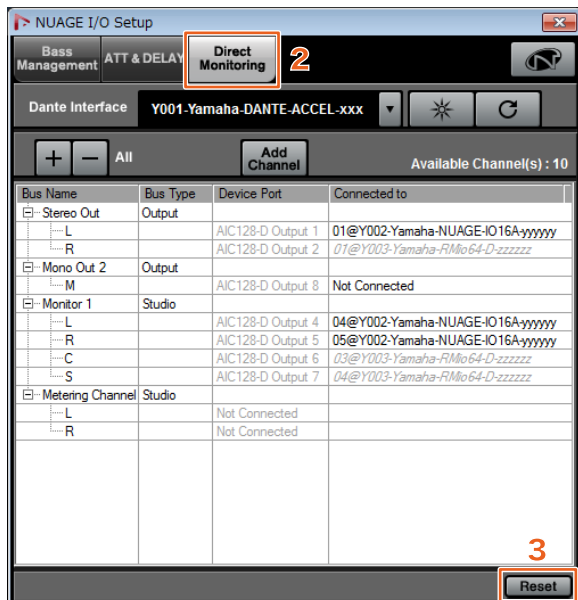 NUAGE I/O Setup
Bass Management ATT & DELAY Direct Monitoring 2
Dante Interface Y001-Yamaha-DANTE-ACCEL-xxx
+ − All Add Channel Available Channel(s) : 10
Bus Name Bus Type Device Port Connected to
Stereo Out Output
L AIC128-D Output 1 01@Y002-Yamaha-NUAGE-IO16A-yyyyyy
R AIC128-D Output 2 01@Y003-Yamaha-RMio64-D-zzzzzz
Mono Out 2 Output
M AIC128-D Output 8 Not Connected
Monitor 1 Studio
L AIC128-D Output 4 04@Y002-Yamaha-NUAGE-IO16A-yyyyyy
R AIC128-D Output 5 05@Y002-Yamaha-NUAGE-IO16A-yyyyyy
C AIC128-D Output 6 03@Y003-Yamaha-RMio64-D-zzzzzz
S AIC128-D Output 7 04@Y003-Yamaha-RMio64-D-zzzzzz
Metering Channel Studio
L Not Connected
R Not Connected
3
Reset